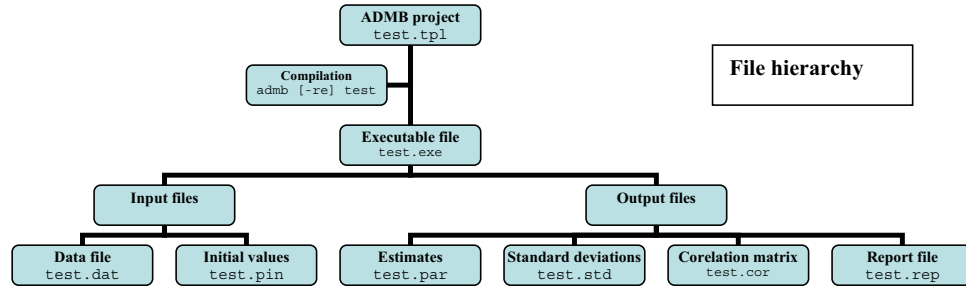 ADMB project
test.tpl
File hierarchy
Compilation
admb [-re] test
Executable file
test.exe
Input files
Output files
Data file
test.dat
Initial values
test.pin
Estimates
test.par
Standard deviations
test.std
Corelation matrix
test.cor
Report file
test.rep